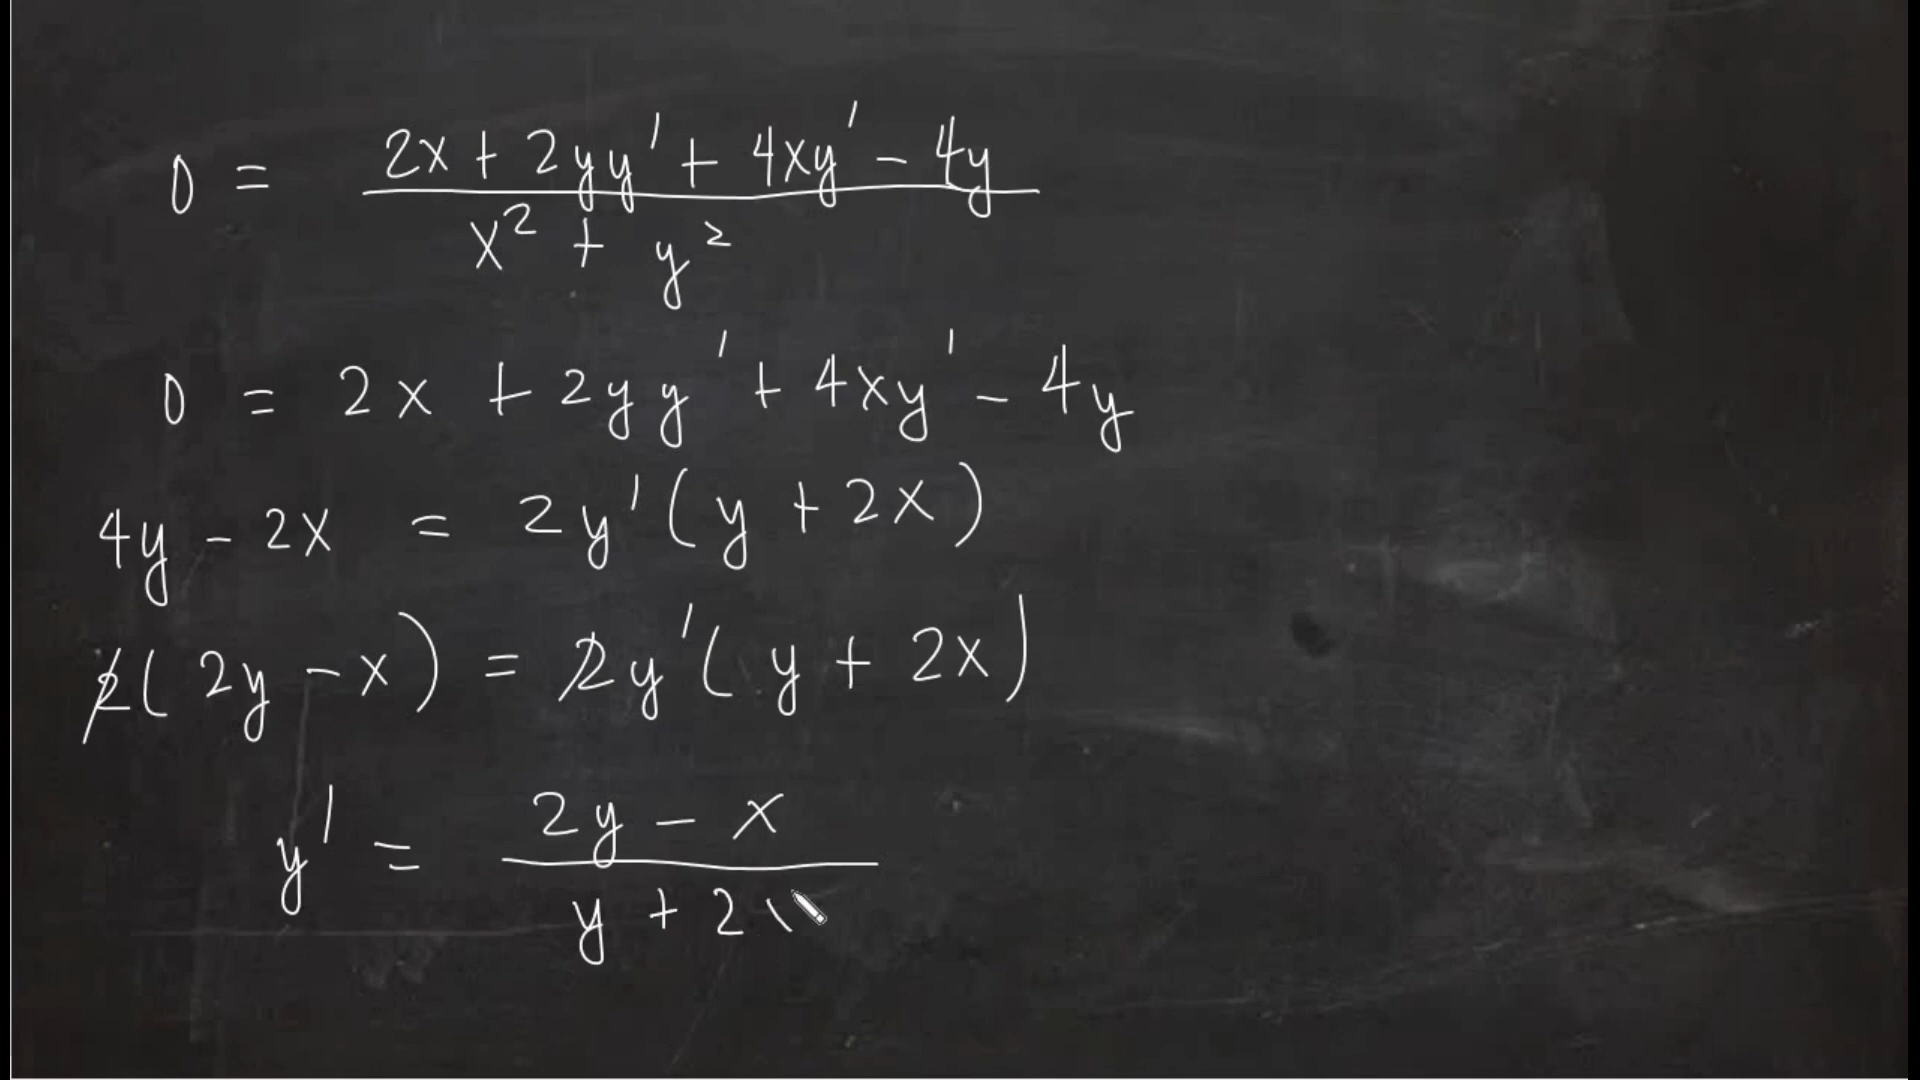 0 = 2x + 2yy' + 4xy' - 4y
x² + y²
0 = 2x + 2yy' + 4xy' - 4y
4y - 2x = 2y'(y + 2x)
2(2y - x) = 2y'(y + 2x)
y' = 2y - x
y + 2